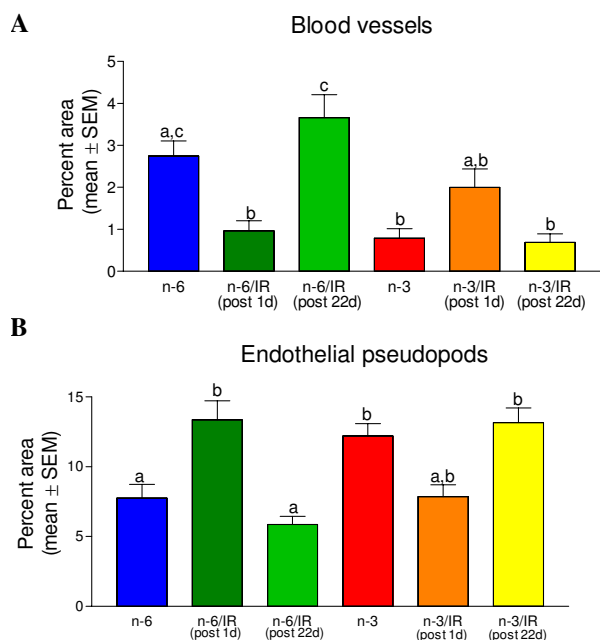 A
Blood vessels
Percent area
(mean ± SEM)
5
4
3
2
1
0
a,c
b
c
b
a,b
b
n-6
n-6/IR
(post 1d)
n-6/IR
(post 22d)
n-3
n-3/IR
(post 1d)
n-3/IR
(post 22d)
B
Endothelial pseudopods
Percent area
(mean ± SEM)
15
10
5
0
a
b
a
b
a,b
b
n-6
n-6/IR
(post 1d)
n-6/IR
(post 22d)
n-3
n-3/IR
(post 1d)
n-3/IR
(post 22d)